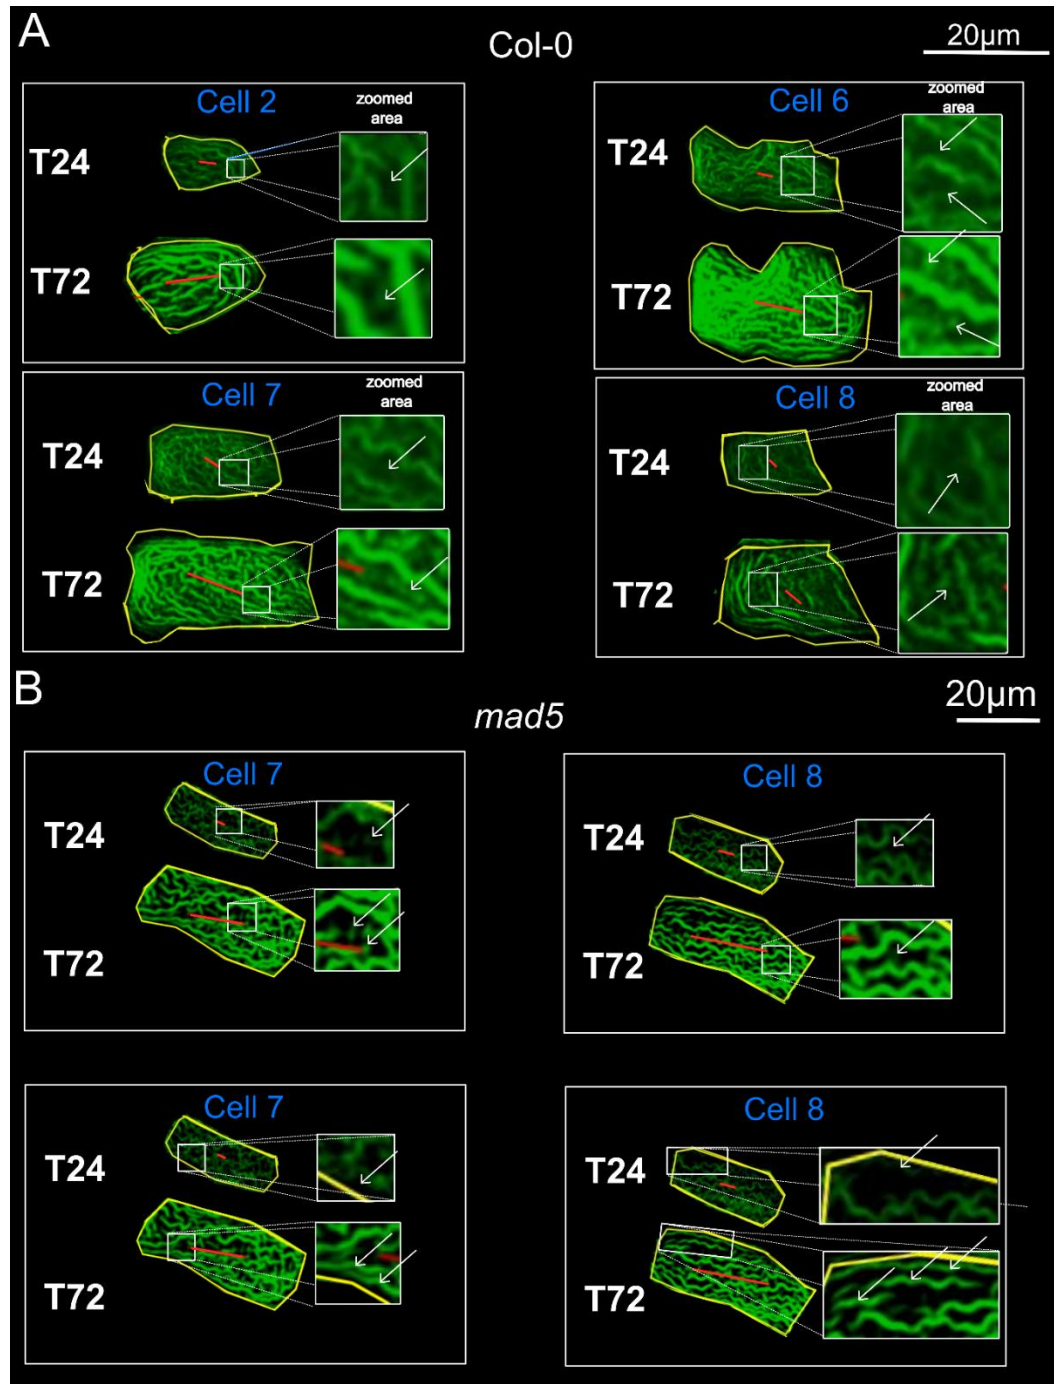 A
Col-0
20μm
Cell 2
zoomed
area
T24
T72
Cell 6
zoomed
area
T24
T72
Cell 7
zoomed
area
T24
T72
Cell 8
zoomed
area
T24
T72
B
mad5
20μm
Cell 7
T24
T72
Cell 8
T24
T72
Cell 7
T24
T72
Cell 8
T24
T72